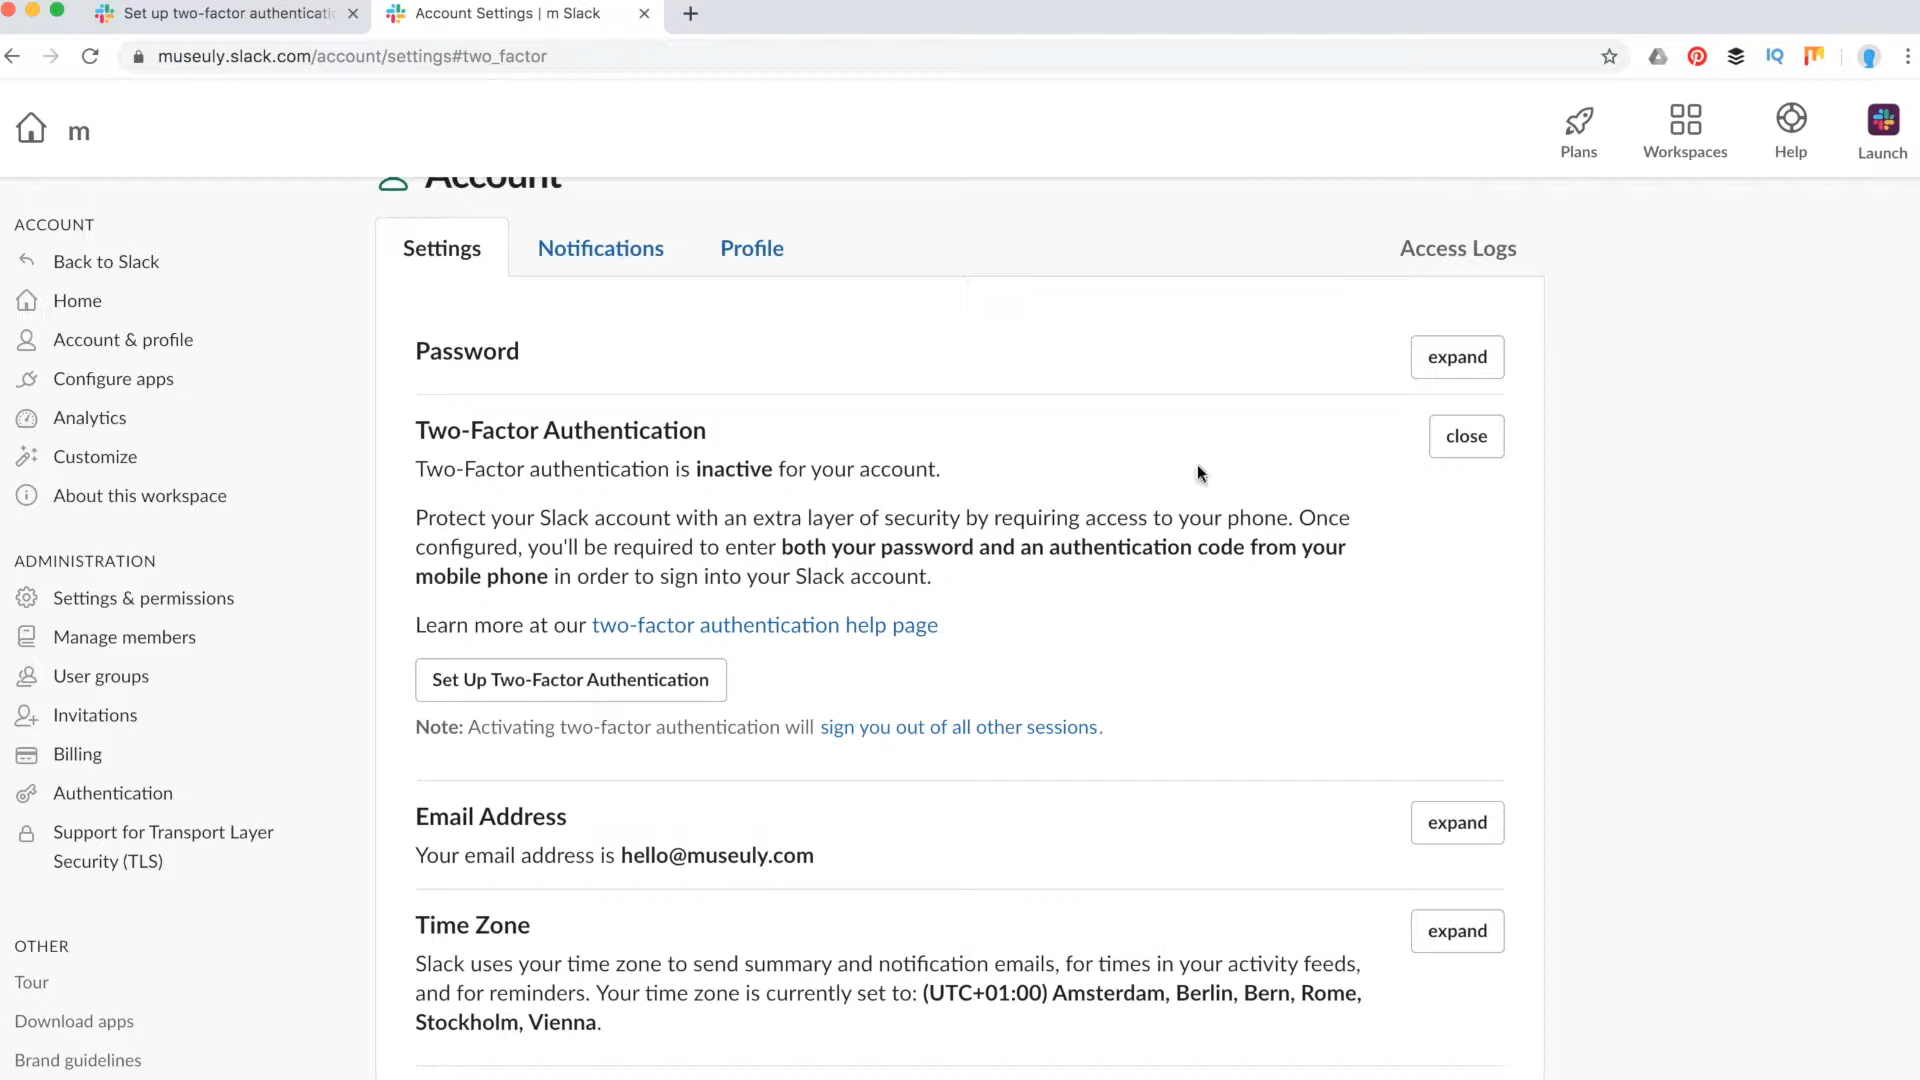 Set up two-factor authenticati
Account Settings | m Slack
museuly.slack.com/account/settings#two_factor
IQ
m
Plans
Workspaces
Help
Launch
Account
ACCOUNT
Back to Slack
Home
Account & profile
Configure apps
Analytics
Customize
About this workspace
ADMINISTRATION
Settings & permissions
Manage members
User groups
Invitations
Billing
Authentication
Support for Transport Layer
Security (TLS)
OTHER
Tour
Download apps
Brand guidelines
Settings
Notifications
Profile
Access Logs
Password
expand
Two-Factor Authentication
close
Two-Factor authentication is inactive for your account.
Protect your Slack account with an extra layer of security by requiring access to your phone. Once
configured, you'll be required to enter both your password and an authentication code from your
mobile phone in order to sign into your Slack account.
Learn more at our two-factor authentication help page
Set Up Two-Factor Authentication
Note: Activating two-factor authentication will sign you out of all other sessions.
Email Address
expand
Your email address is hello@museuly.com
Time Zone
expand
Slack uses your time zone to send summary and notification emails, for times in your activity feeds,
and for reminders. Your time zone is currently set to: (UTC+01:00) Amsterdam, Berlin, Bern, Rome,
Stockholm, Vienna.